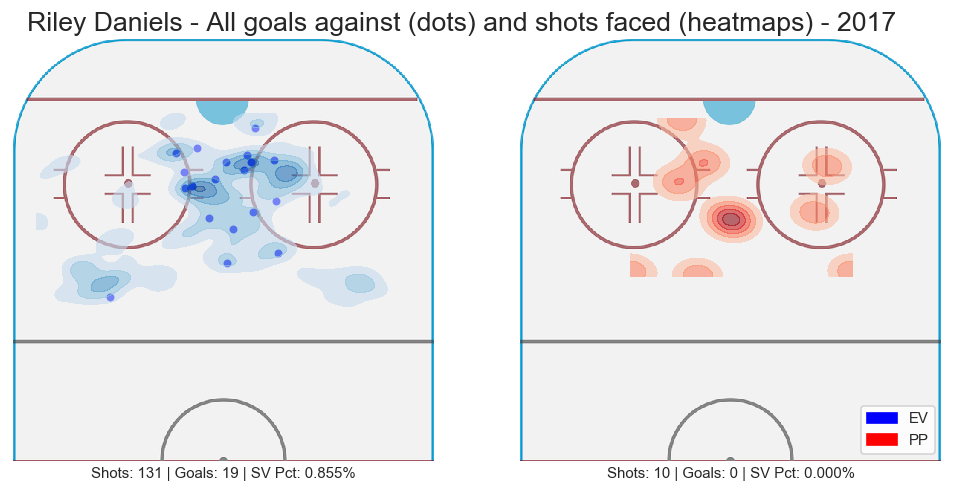 Riley Daniels - All goals against (dots) and shots faced (heatmaps) - 2017
EV
PP
Shots: 131 | Goals: 19 | SV Pct: 0.855%
Shots: 10 | Goals: 0 | SV Pct: 0.000%